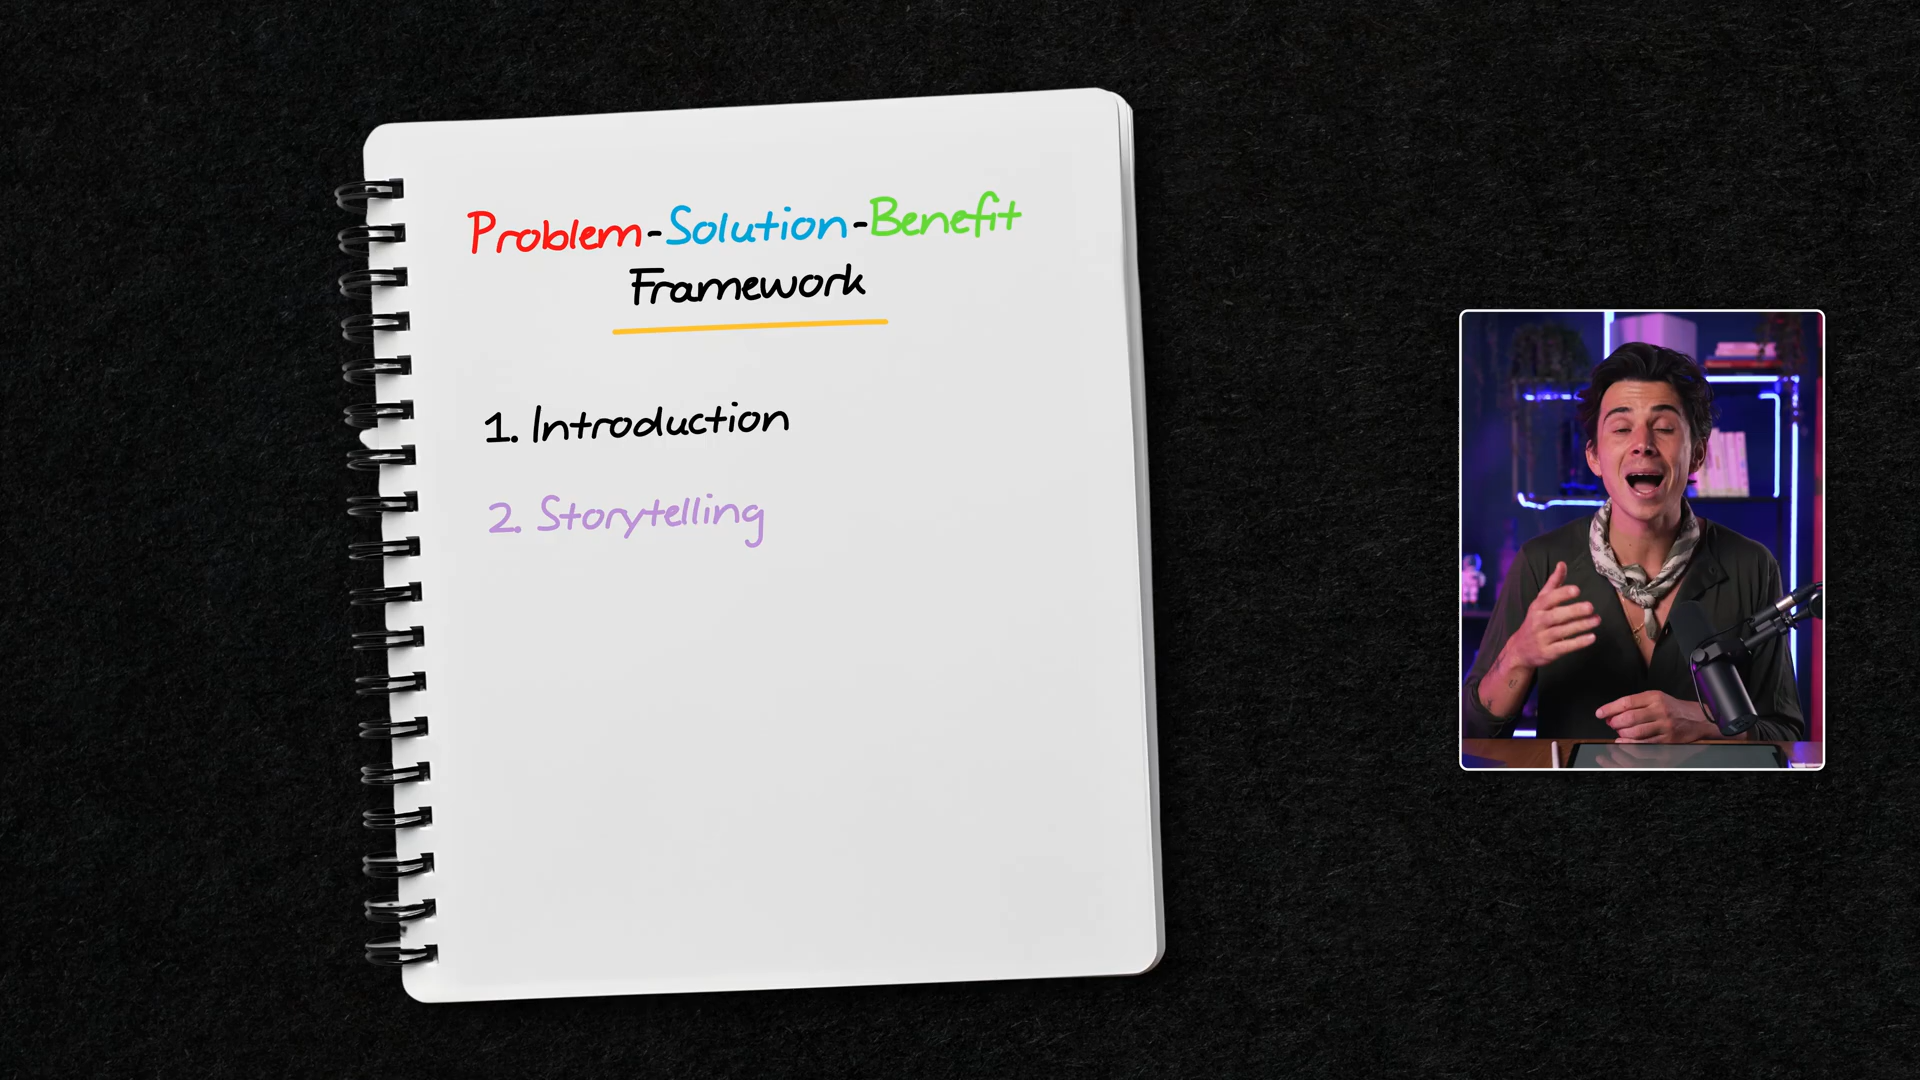 Problem-Solution-Benefit
Framework
1. Introduction
2. Storytelling